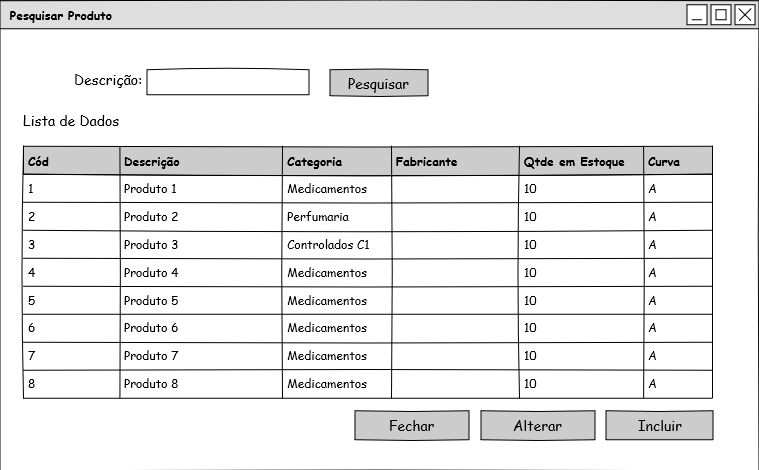 Pesquisar Produto
Descrição: Pesquisar
Lista de Dados
Cód Descrição Categoria Fabricante Qtde em Estoque Curva
1 Produto 1 Medicamentos 10 A
2 Produto 2 Perfumaria 10 A
3 Produto 3 Controlados C1 10 A
4 Produto 4 Medicamentos 10 A
5 Produto 5 Medicamentos 10 A
6 Produto 6 Medicamentos 10 A
7 Produto 7 Medicamentos 10 A
8 Produto 8 Medicamentos 10 A
Fechar Alterar Incluir